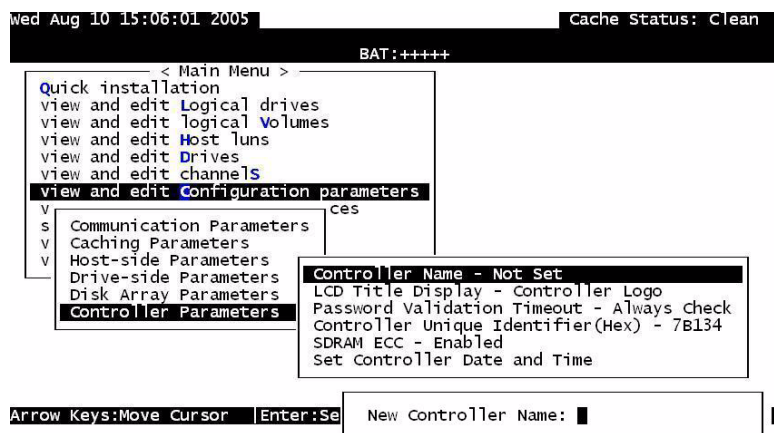 Wed Aug 10 15:06:01 2005 Cache Status: Clean
BAT:+++++
< Main Menu >
Quick installation
view and edit Logical drives
view and edit logical Volumes
view and edit Host luns
view and edit Drives
view and edit channelS
view and edit Configuration parameters
v ces
s Communication Parameters
v Caching Parameters
v Host-side Parameters
Drive-side Parameters
Disk Array Parameters
Controller Parameters
Controller Name - Not Set
LCD Title Display - Controller Logo
Password Validation Timeout - Always Check
Controller Unique Identifier(Hex) - 7B134
SDRAM ECC - Enabled
Set Controller Date and Time
Arrow Keys:Move Cursor |Enter:Se
New Controller Name: